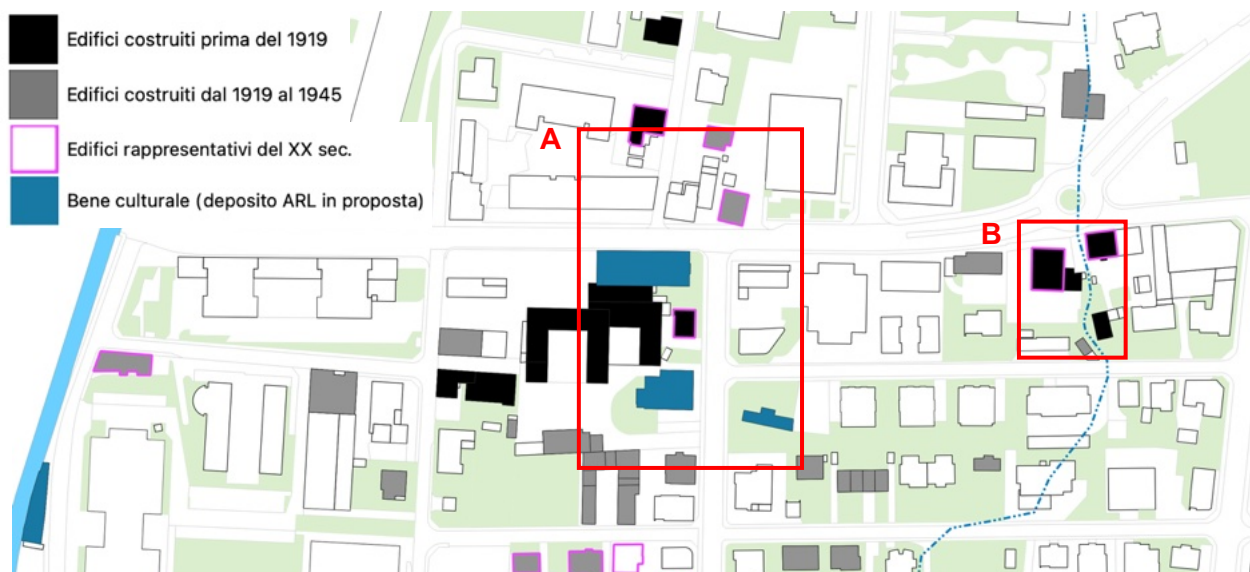 Edifici costruiti prima del 1919
Edifici costruiti dal 1919 al 1945
Edifici rappresentativi del XX sec.
Bene culturale (deposito ARL in proposta)
A
B